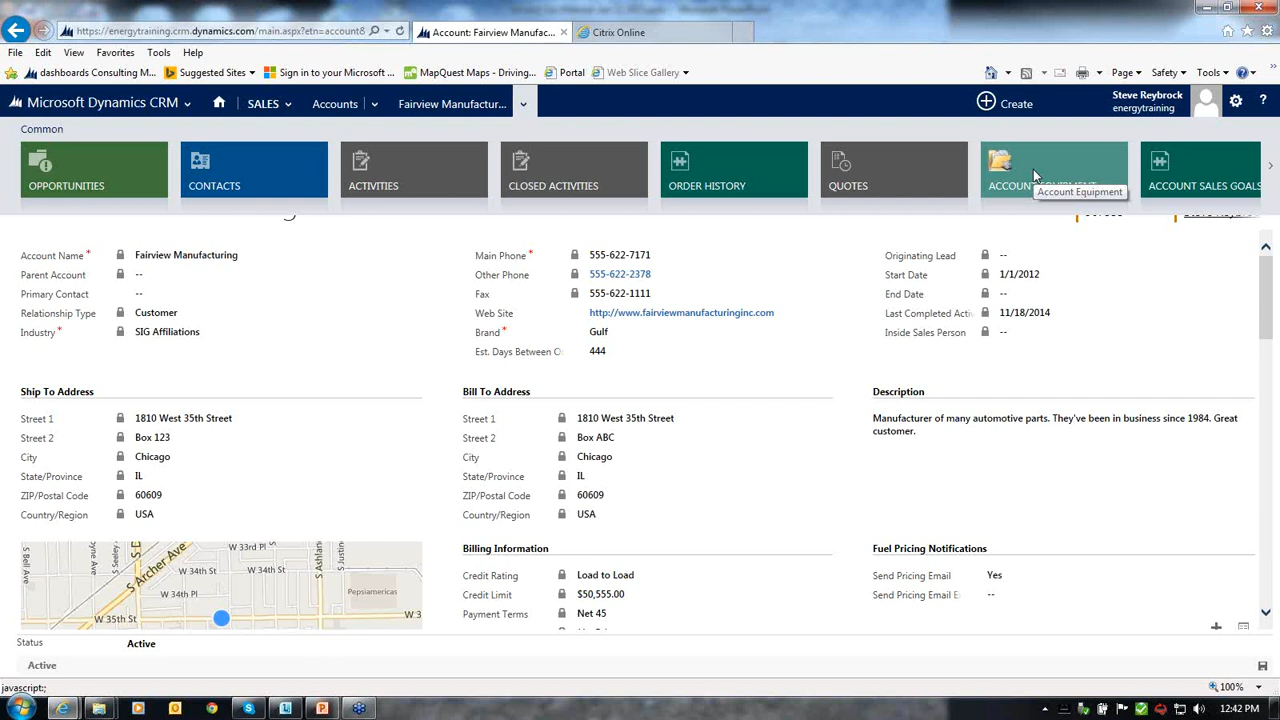 https://energytraining.crm.dynamics.com/main.aspx?etn=account8
Account: Fairview Manufac...
Citrix Online
File Edit View Favorites Tools Help
dashboards Consulting M... Suggested Sites Sign in to your Microsoft ... MapQuest Maps - Driving,... Portal Web Slice Gallery Page Safety Tools
Microsoft Dynamics CRM SALES Accounts Fairview Manufactur... Create Steve Reybrock
energytraining
Common
OPPORTUNITIES CONTACTS ACTIVITIES CLOSED ACTIVITIES ORDER HISTORY QUOTES ACCOUNT EQUIPMENT ACCOUNT SALES GOALS
Account Equipment
Account Name * Fairview Manufacturing
Parent Account --
Primary Contact --
Relationship Type Customer
Industry * SIG Affiliations
Main Phone * 555-622-7171
Other Phone 555-622-2378
Fax 555-622-1111
Web Site http://www.fairviewmanufacturinginc.com
Brand * Gulf
Est. Days Between O 444
Originating Lead --
Start Date 1/1/2012
End Date --
Last Completed Acti 11/18/2014
Inside Sales Person --
Ship To Address
Street 1 1810 West 35th Street
Street 2 Box 123
City Chicago
State/Province IL
ZIP/Postal Code 60609
Country/Region USA
Bill To Address
Street 1 1810 West 35th Street
Street 2 Box ABC
City Chicago
State/Province IL
ZIP/Postal Code 60609
Country/Region USA
Description
Manufacturer of many automotive parts. They've been in business since 1984. Great
customer.
S Bell Ave
S Archer Ave
W 33rd Pl
W 34th St
W 34th Pl
W 35th St
S Ashlan
S Justin
Pepsiamericas
W 3
Billing Information
Credit Rating Load to Load
Credit Limit $50,555.00
Payment Terms Net 45
Fuel Pricing Notifications
Send Pricing Email Yes
Send Pricing Email E --
Status Active
Active
javascript:;
100%
12:42 PM